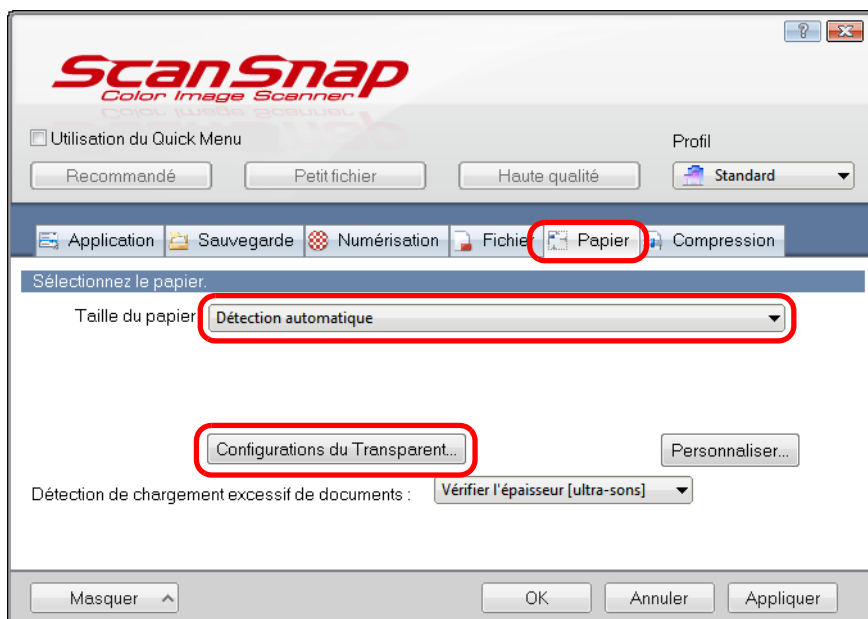 ScanSnap
Color Image Scanner
Utilisation du Quick Menu
Profil
Recommandé Petit fichier Haute qualité Standard
Application Sauvegarde Numérisation Fichier Papier Compression
Sélectionnez le papier.
Taille du papier Détection automatique
Configurations du Transparent... Personnaliser...
Détection de chargement excessif de documents : Vérifier l'épaisseur [ultra-sons]
Masquer OK Annuler Appliquer